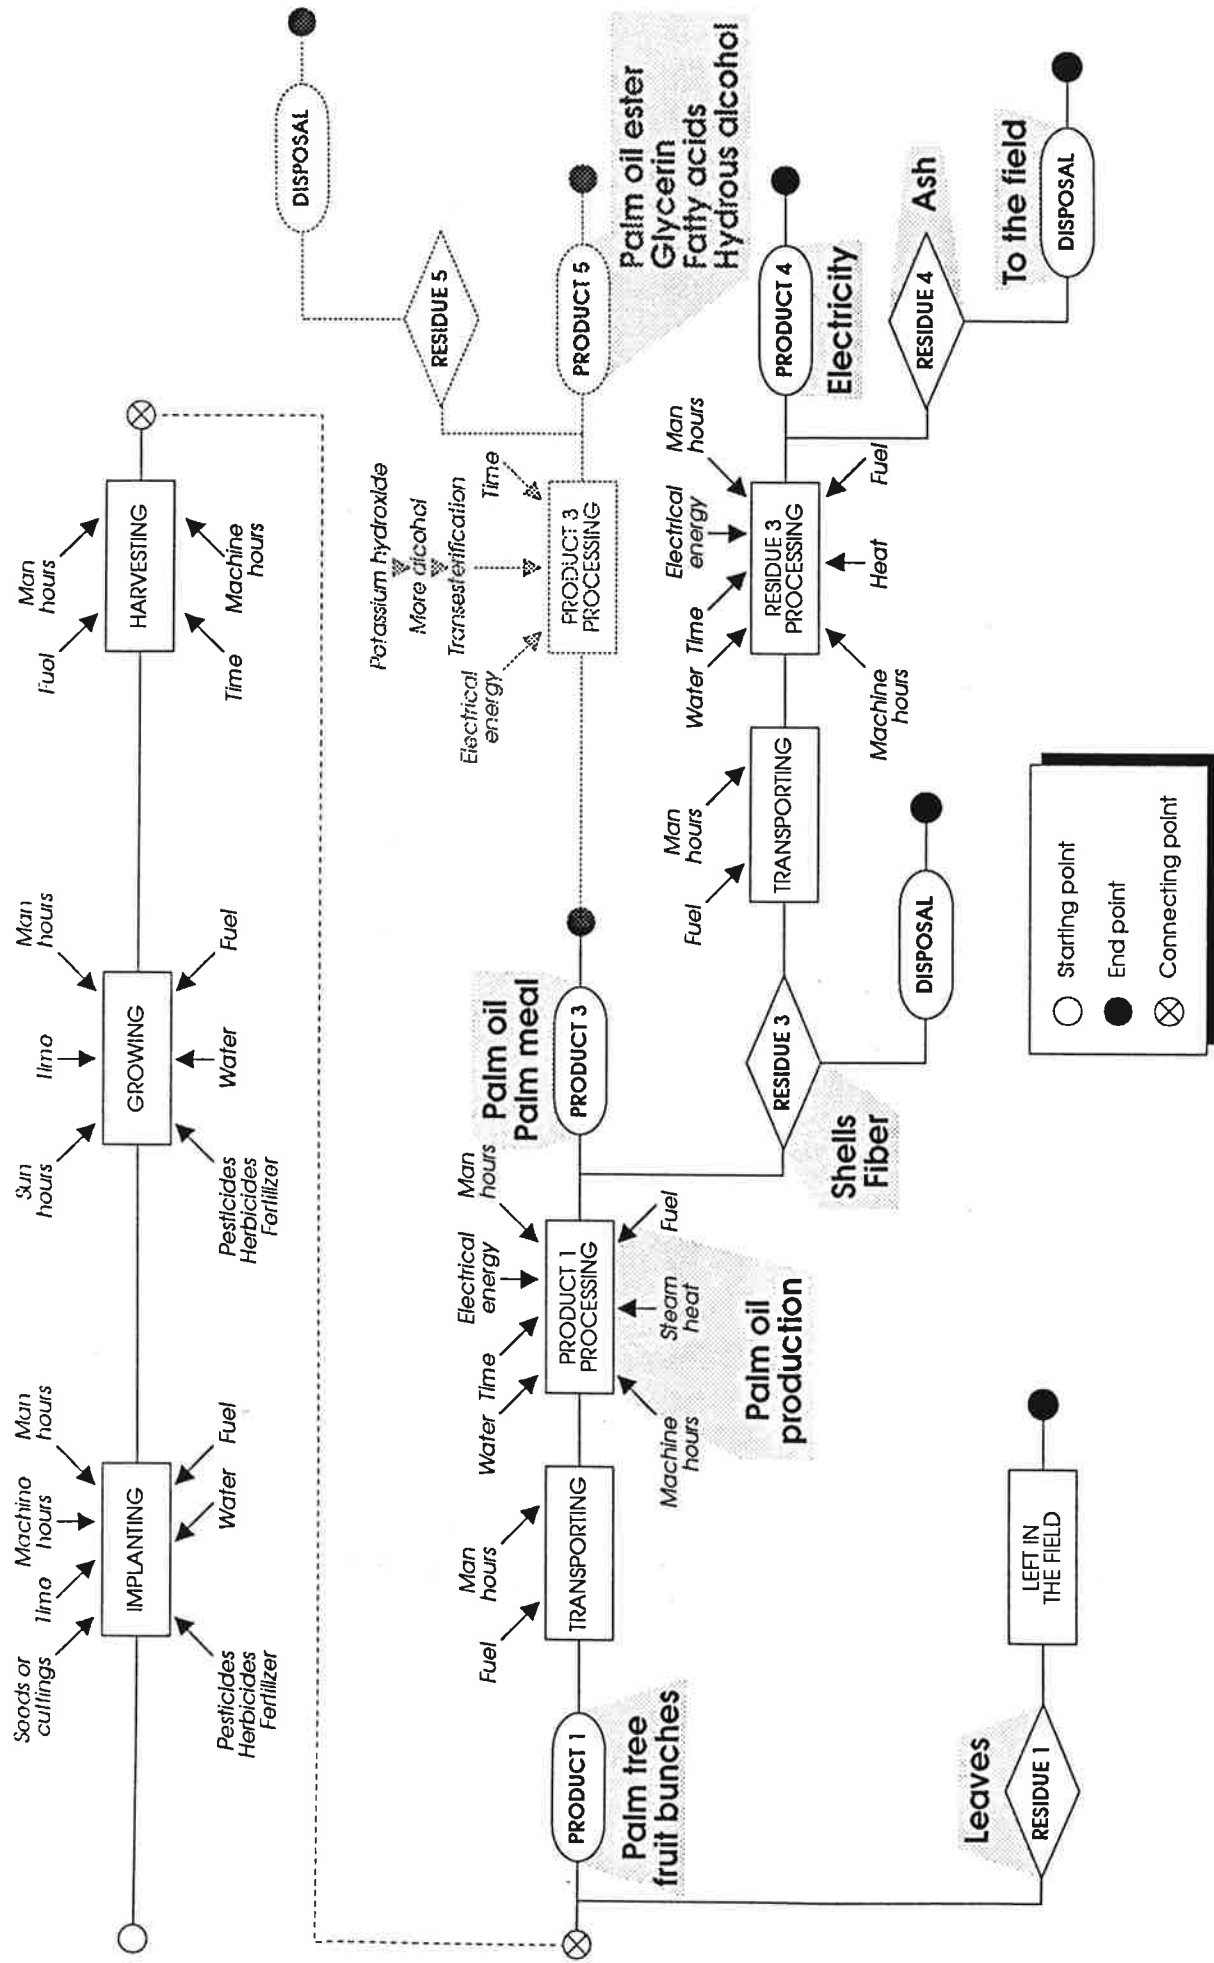 Seeds or
cuttings
Time
Machine
hours
Man
hours
IMPLANTING
Pesticides
Herbicides
Fertilizer
Water
Fuel
Sun
hours
Time
Man
hours
GROWING
Pesticides
Herbicides
Fertilizer
Water
Fuel
Fuel
Man
hours
HARVESTING
Time
Machine
hours
PRODUCT 1
Palm tree
fruit bunches
Fuel
Man
hours
TRANSPORTING
Water
Time
Electrical
energy
Man
hours
PRODUCT 1
PROCESSING
Machine
hours
Steam
heat
Fuel
Palm oil
production
Palm oil
Palm meal
PRODUCT 3
Electrical
energy
Potassium hydroxide
More alcohol
Transesterification
Time
PRODUCT 3
PROCESSING
RESIDUE 5
DISPOSAL
PRODUCT 5
Palm oil ester
Glycerin
Fatty acids
Hydrous alcohol
RESIDUE 3
Shells
Fiber
DISPOSAL
Fuel
Man
hours
TRANSPORTING
Water
Time
Electrical
energy
Man
hours
RESIDUE 3
PROCESSING
Machine
hours
Heat
Fuel
PRODUCT 4
Electricity
Ash
RESIDUE 4
To the field
DISPOSAL
Leaves
RESIDUE 1
LEFT IN
THE FIELD
Starting point
End point
Connecting point